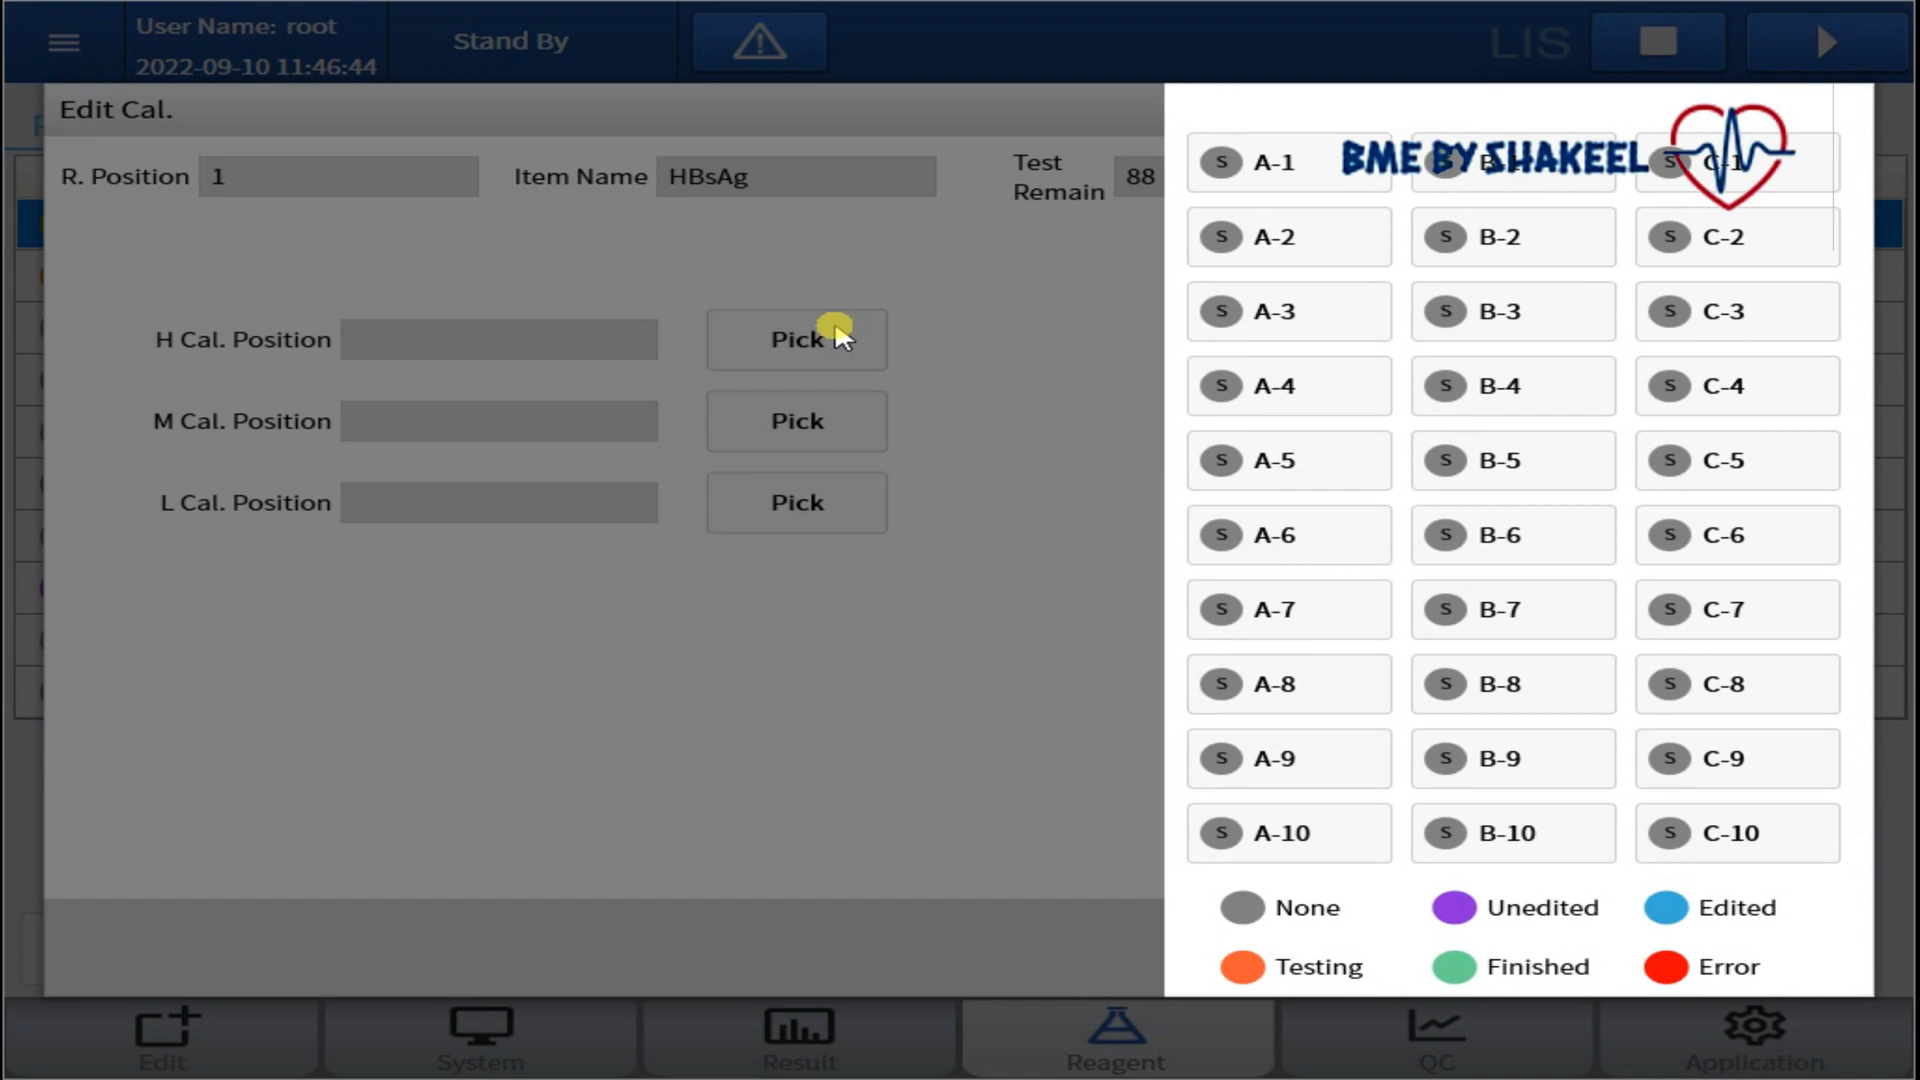 User Name: root
2022-09-10 11:46:44
Stand By
LIS
Edit Cal.
R. Position 1
Item Name HBsAg
Test
Remain 88
H Cal. Position Pick
M Cal. Position Pick
L Cal. Position Pick
BME BY SHAKEEL
S A-1 S B-1 S C-1
S A-2 S B-2 S C-2
S A-3 S B-3 S C-3
S A-4 S B-4 S C-4
S A-5 S B-5 S C-5
S A-6 S B-6 S C-6
S A-7 S B-7 S C-7
S A-8 S B-8 S C-8
S A-9 S B-9 S C-9
S A-10 S B-10 S C-10
None Unedited Edited
Testing Finished Error
Edit System Result Reagent QC Application